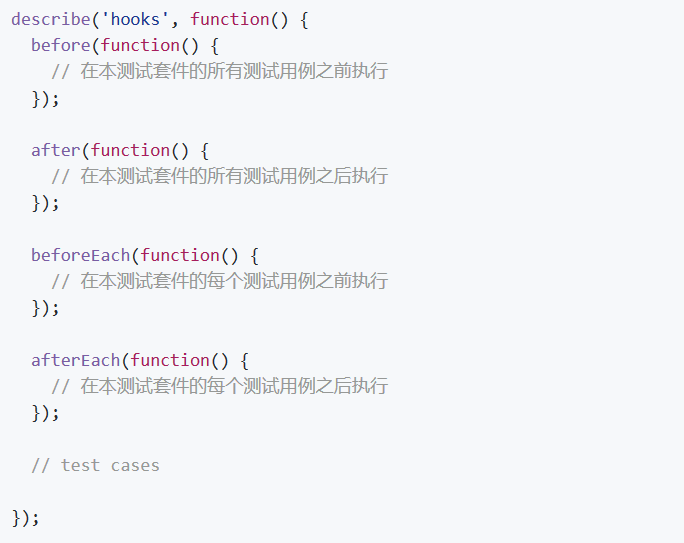 describe('hooks', function() {
  before(function() {
    // 在本测试套件的所有测试用例之前执行
  });

  after(function() {
    // 在本测试套件的所有测试用例之后执行
  });

  beforeEach(function() {
    // 在本测试套件的每个测试用例之前执行
  });

  afterEach(function() {
    // 在本测试套件的每个测试用例之后执行
  });

  // test cases

});